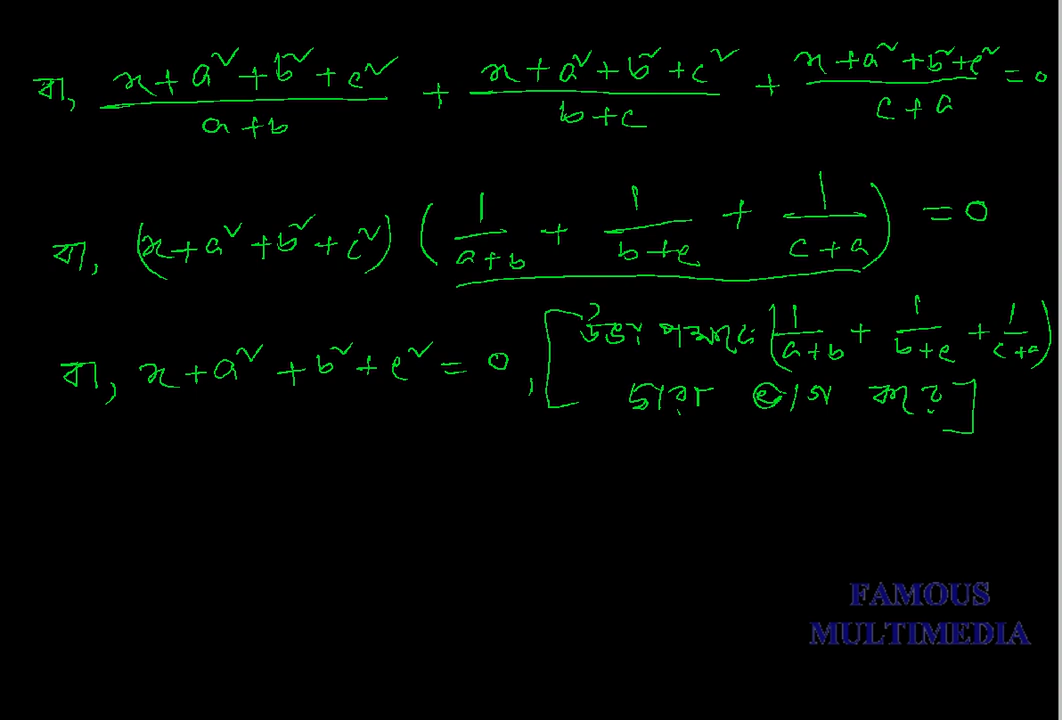 বা, x + a² + b² + c² / a + b + x + a² + b² + c² / b + c + x + a² + b² + c² / c + a = 0
বা, (x + a² + b² + c²) (1 / a + b + 1 / b + c + 1 / c + a) = 0
বা, x + a² + b² + c² = 0, [উভয় পক্ষকে (1 / a + b + 1 / b + c + 1 / c + a)
দ্বারা ভাগ করে]
FAMOUS
MULTIMEDIA